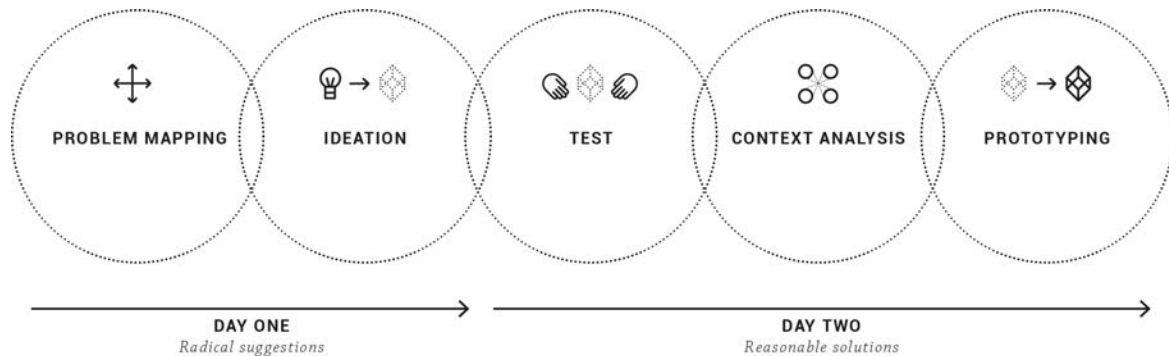 PROBLEM MAPPING
IDEATION
TEST
CONTEXT ANALYSIS
PROTOTYPING
DAY ONE
Radical suggestions
DAY TWO
Reasonable solutions